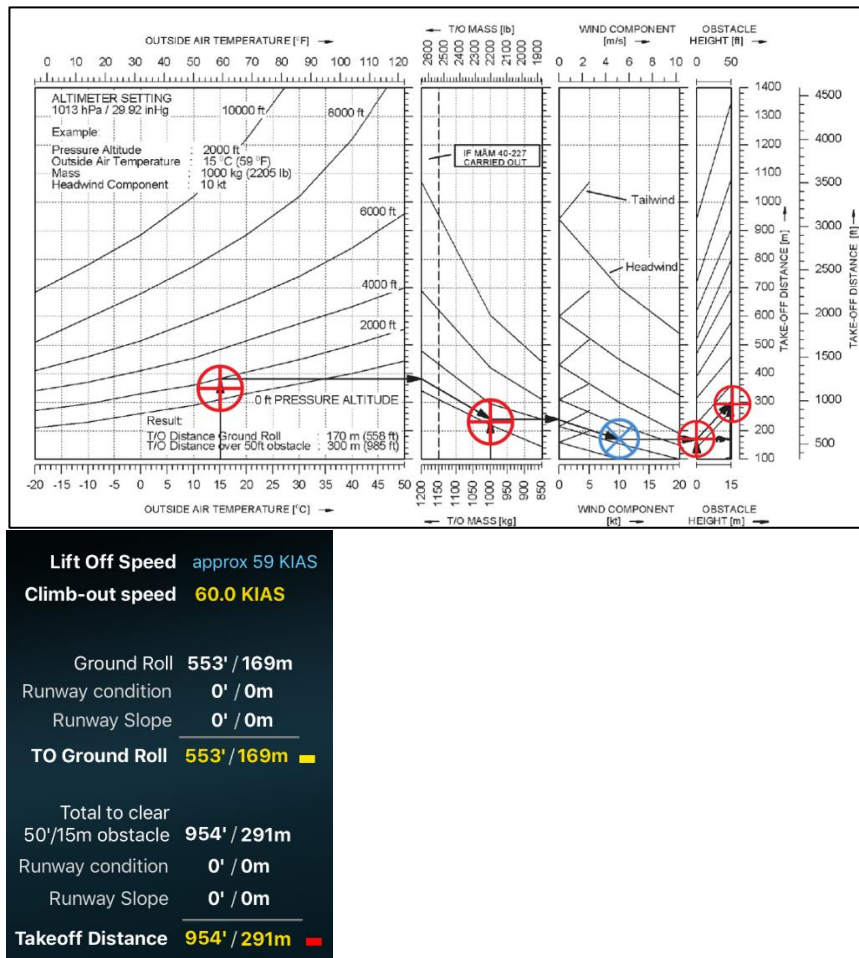 OUTSIDE AIR TEMPERATURE [°F]
T/O MASS [lb]
WIND COMPONENT
[m/s]
OBSTACLE
HEIGHT [ft]
0 10 20 30 40 50 60 70 80 90 100 110 120
2600 2500 2400 2300 2200 2100 2000 1900
0 2 4 6 8 10
0 50
ALTIMETER SETTING
1013 hPa / 29.92 inHg
Example:
Pressure Altitude : 2000ft
Outside Air Temperature : 15 °C (59 °F)
Mass : 1000 kg (2205 lb)
Headwind Component : 10 kt
10000 ft
8000 ft
6000 ft
4000 ft
2000 ft
0 ft PRESSURE ALTITUDE
Result:
T/O Distance Ground Roll : 170 m (558 ft)
T/O Distance over 50ft obstacle : 300 m (985 ft)
IF MÄM 40-227
CARRIED OUT
Tailwind
Headwind
1400
1300
1200
1100
1000
900
800
700
600
500
400
300
200
100
TAKE-OFF DISTANCE [m]
4500
4000
3500
3000
2500
2000
1500
1000
500
TAKE-OFF DISTANCE [ft]
-20 -10 0 10 20 30 40 50
1200 1150 1100 1050 1000 950 900 850
0 5 10 15 20
0 15
OUTSIDE AIR TEMPERATURE [°C]
T/O MASS [kg]
WIND COMPONENT
[kt]
OBSTACLE
HEIGHT [m]
Lift Off Speed approx 59 KIAS
Climb-out speed 60.0 KIAS
Ground Roll 553' / 169m
Runway condition 0' / 0m
Runway Slope 0' / 0m
TO Ground Roll 553' / 169m
Total to clear
50'/15m obstacle 954' / 291m
Runway condition 0' / 0m
Runway Slope 0' / 0m
Takeoff Distance 954' / 291m